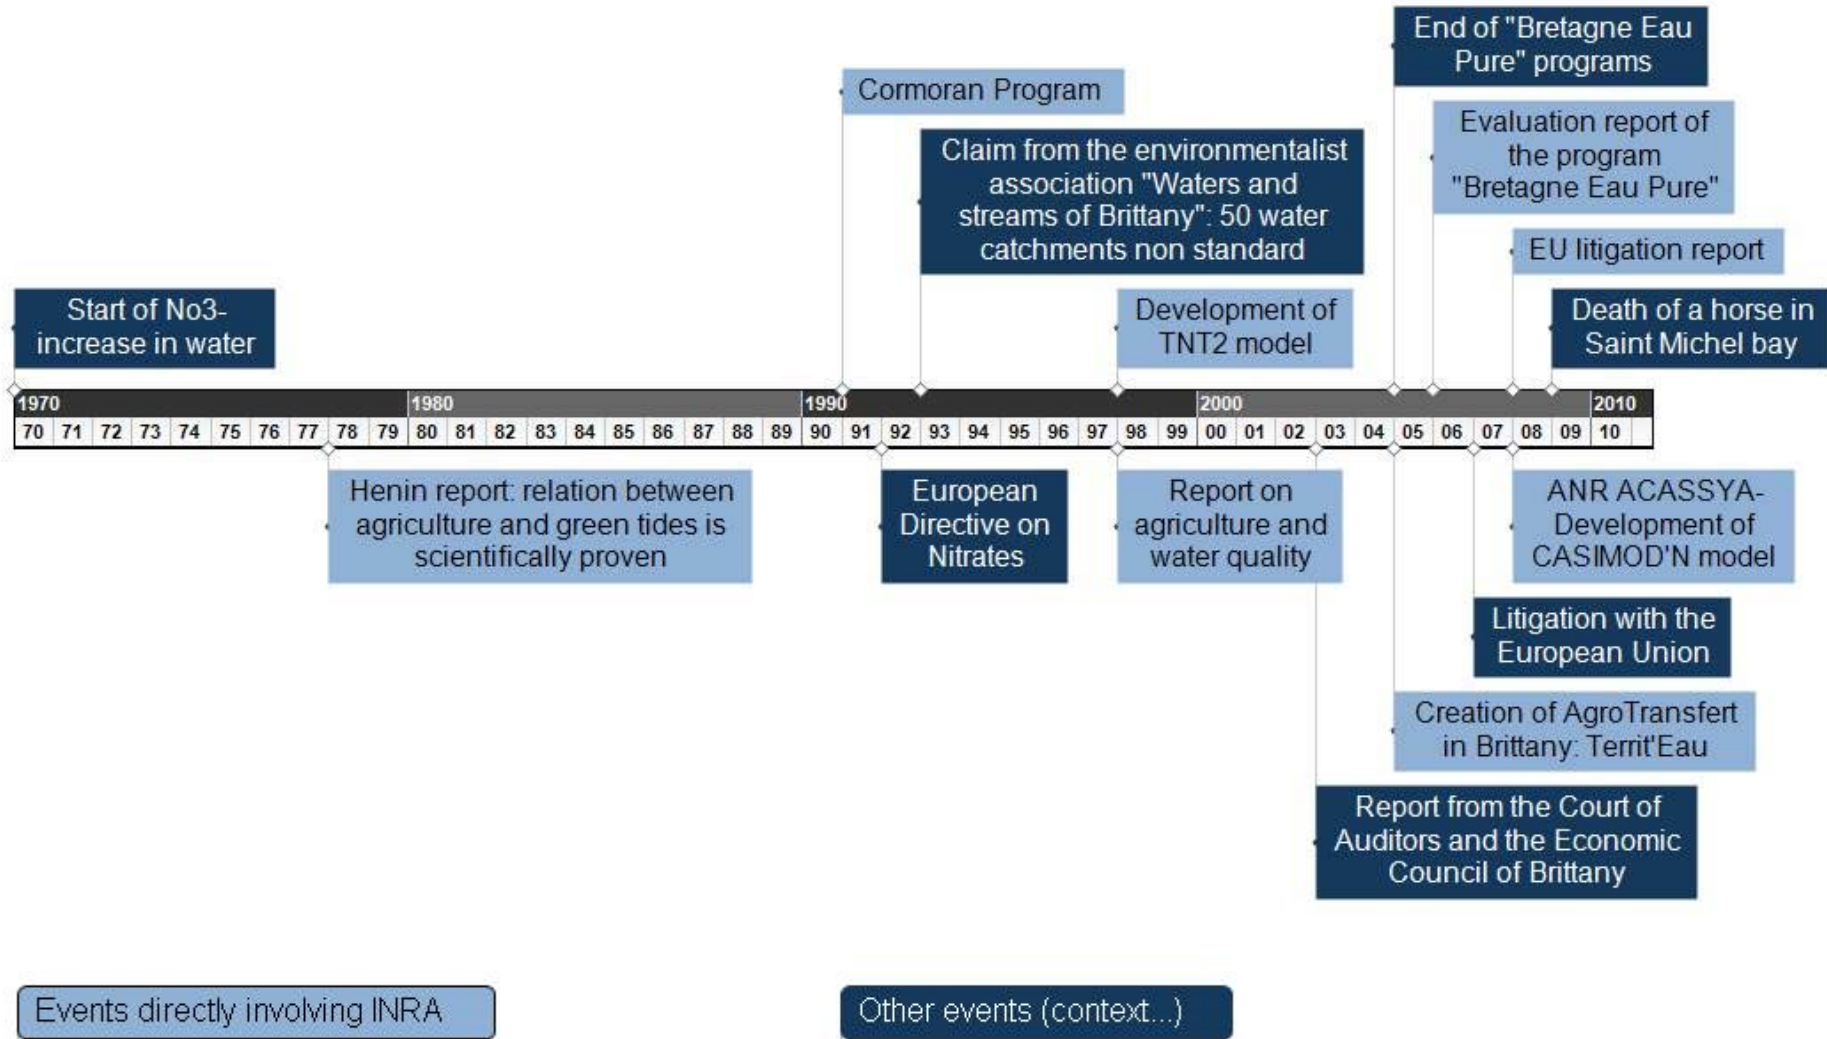 End of "Bretagne Eau
Pure" programs
Cormoran Program
Evaluation report of
the program
"Bretagne Eau Pure"
Claim from the environmentalist
association "Waters and
streams of Brittany": 50 water
catchments non standard
EU litigation report
Start of No3-
increase in water
Development of
TNT2 model
Death of a horse in
Saint Michel bay
1970 1980 1990 2000 2010
70 71 72 73 74 75 76 77 78 79 80 81 82 83 84 85 86 87 88 89 90 91 92 93 94 95 96 97 98 99 00 01 02 03 04 05 06 07 08 09 10
Henin report: relation between
agriculture and green tides is
scientifically proven
European
Directive on
Nitrates
Report on
agriculture and
water quality
ANR ACASSYA-
Development of
CASIMOD'N model
Litigation with the
European Union
Creation of AgroTransfert
in Brittany: Territ'Eau
Report from the Court of
Auditors and the Economic
Council of Brittany
Events directly involving INRA
Other events (context...)